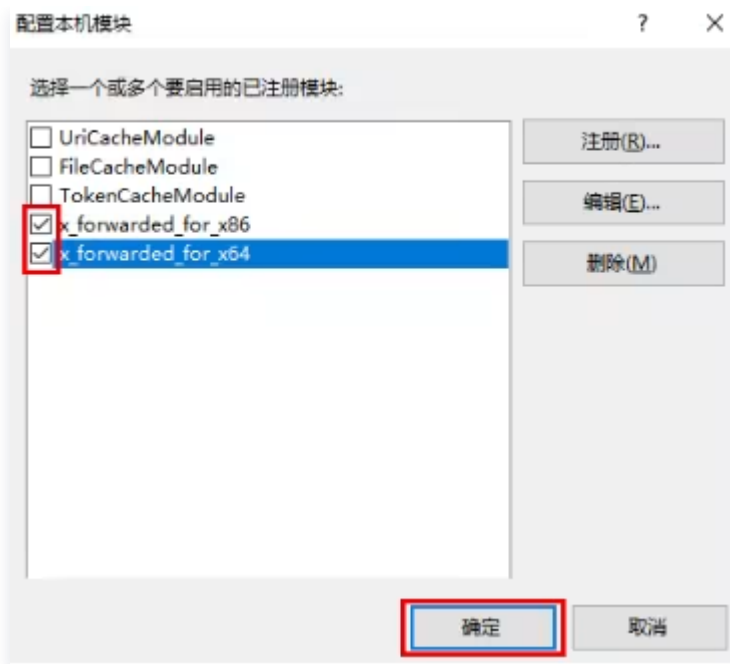 配置本机模块
? ×
选择一个或多个要启用的已注册模块:
UriCacheModule
FileCacheModule
TokenCacheModule
x_forwarded_for_x86
x_forwarded_for_x64
注册(R)...
编辑(E)...
删除(M)
确定
取消